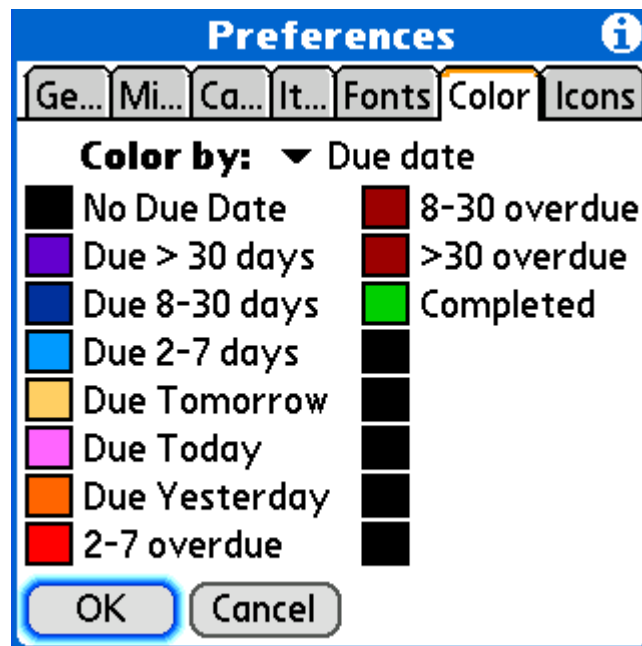 Preferences
Ge... Mi... Ca... It... Fonts Color Icons
Color by: Due date
No Due Date
Due > 30 days
Due 8-30 days
Due 2-7 days
Due Tomorrow
Due Today
Due Yesterday
2-7 overdue
8-30 overdue
>30 overdue
Completed
OK Cancel